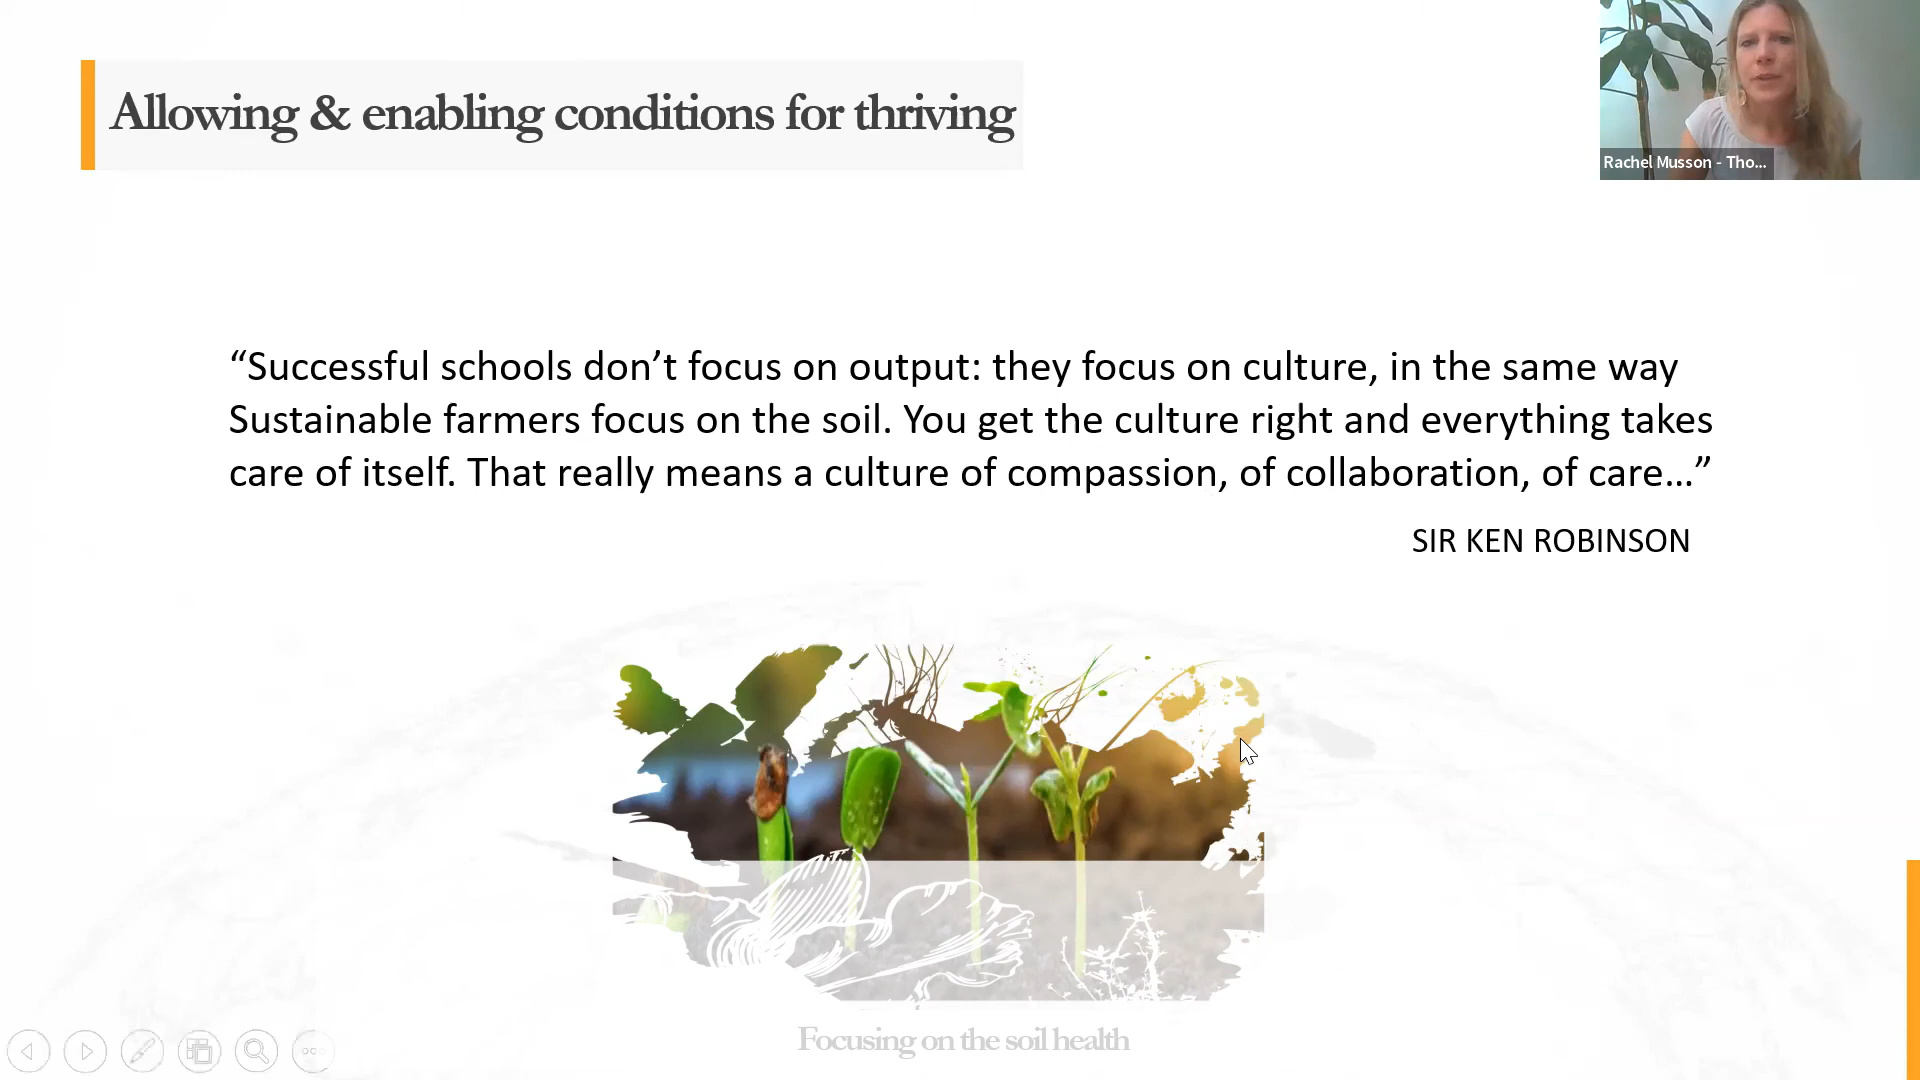 Allowing & enabling conditions for thriving
Rachel Musson - Tho...
“Successful schools don’t focus on output: they focus on culture, in the same way
Sustainable farmers focus on the soil. You get the culture right and everything takes
care of itself. That really means a culture of compassion, of collaboration, of care…”
SIR KEN ROBINSON
Focusing on the soil health